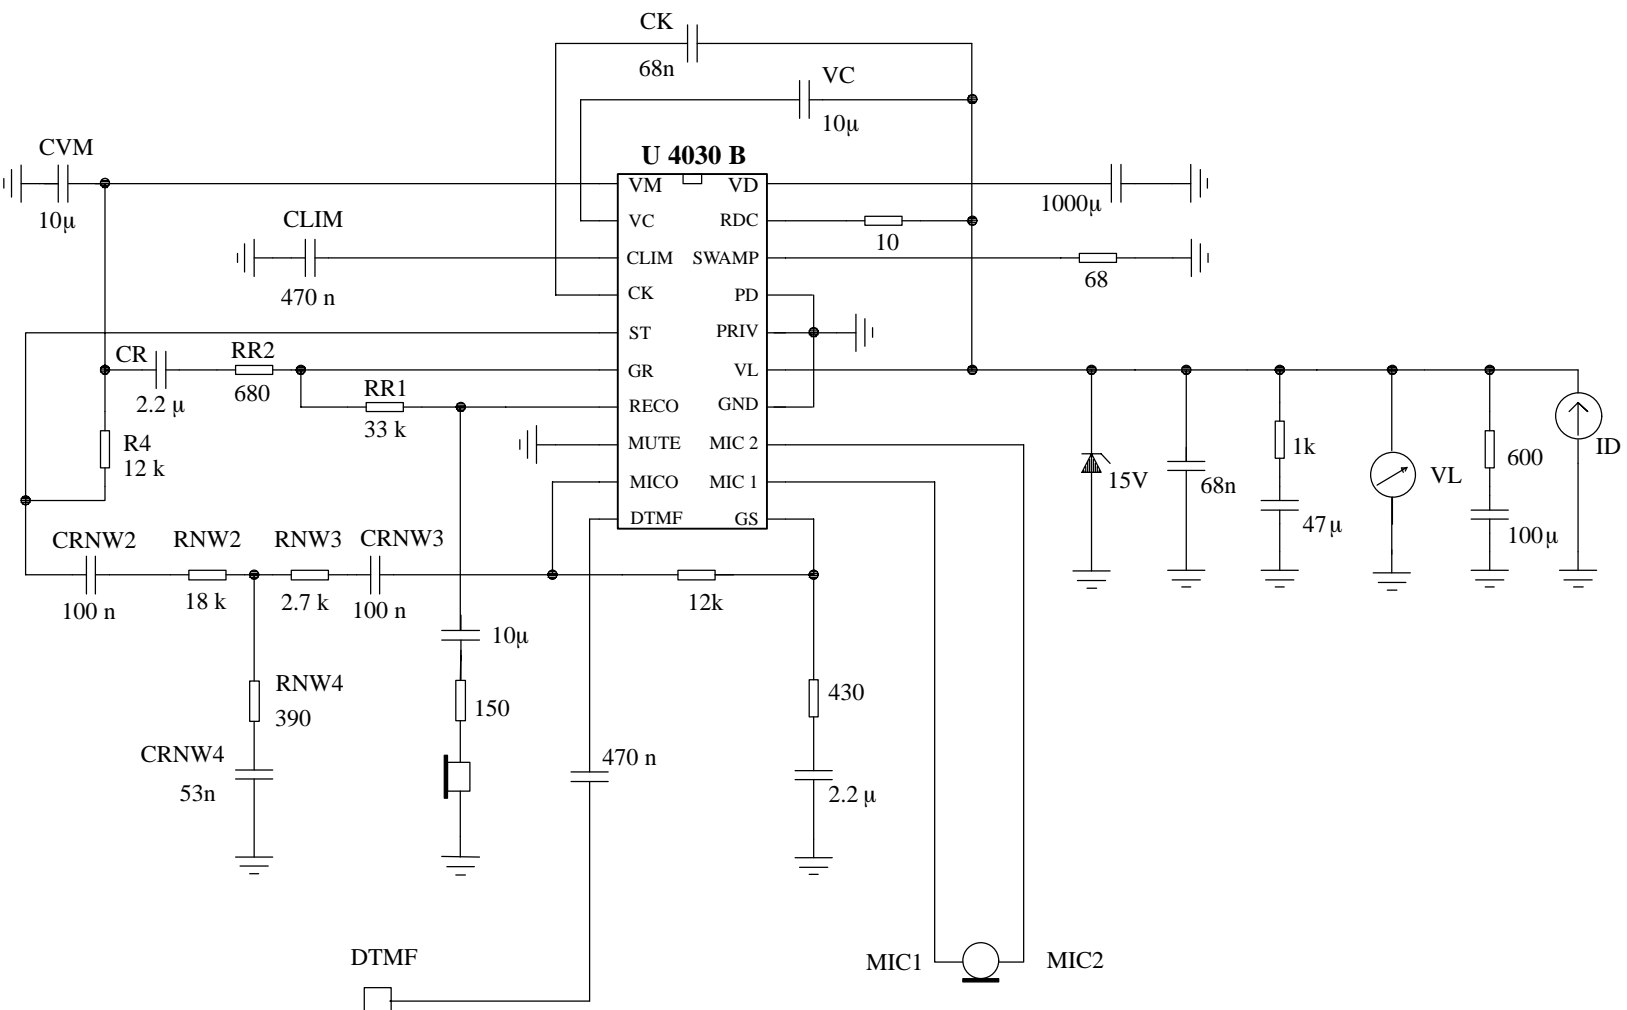 CK
68n
VC
10µ
U 4030 B
CVM
10µ
CLIM
470 n
VM
VC
CLIM
CK
ST
GR
RECO
MUTE
MICO
DTMF
VD
RDC
SWAMP
PD
PRIV
VL
GND
MIC 2
MIC 1
GS
1000µ
10
68
CR
2.2 µ
RR2
680
RR1
33 k
R4
12 k
CRNW2
100 n
RNW2
18 k
RNW3
2.7 k
CRNW3
100 n
12k
10µ
RNW4
390
150
430
CRNW4
53n
470 n
2.2 µ
15V
68n
1k
47µ
VL
600
100µ
ID
DTMF
MIC1
MIC2